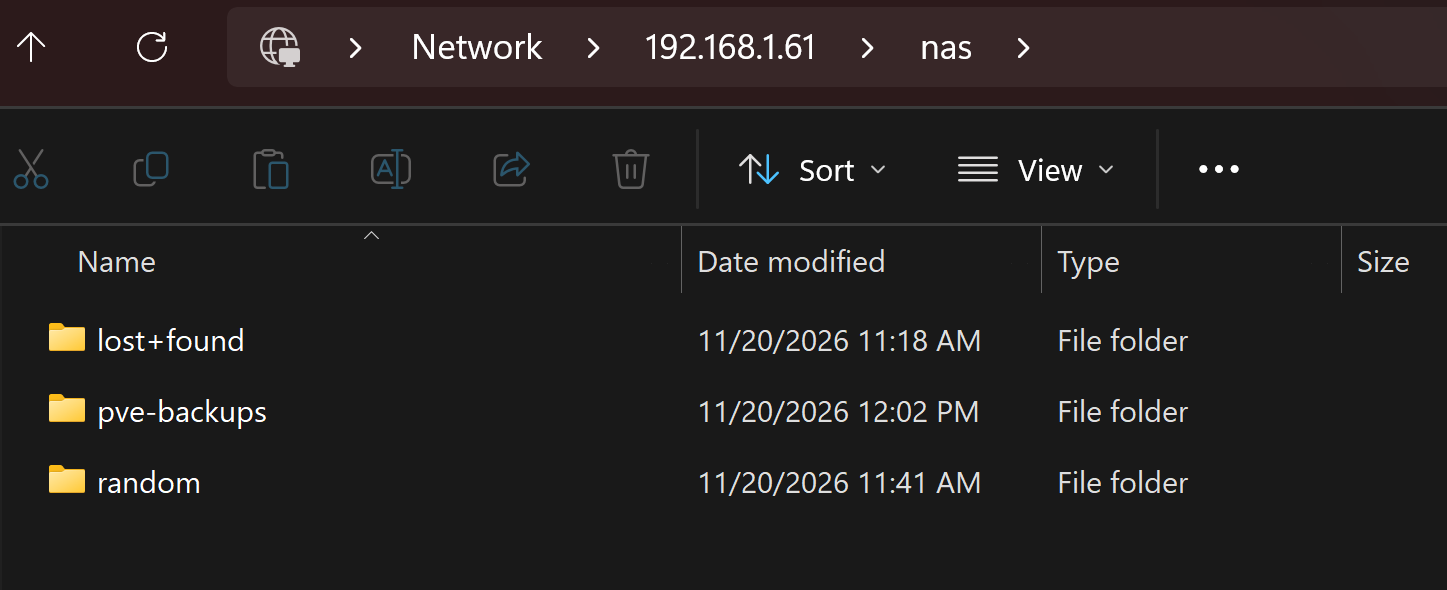 Network > 192.168.1.61 > nas >
Sort View
Name Date modified Type Size
lost+found 11/20/2026 11:18 AM File folder
pve-backups 11/20/2026 12:02 PM File folder
random 11/20/2026 11:41 AM File folder